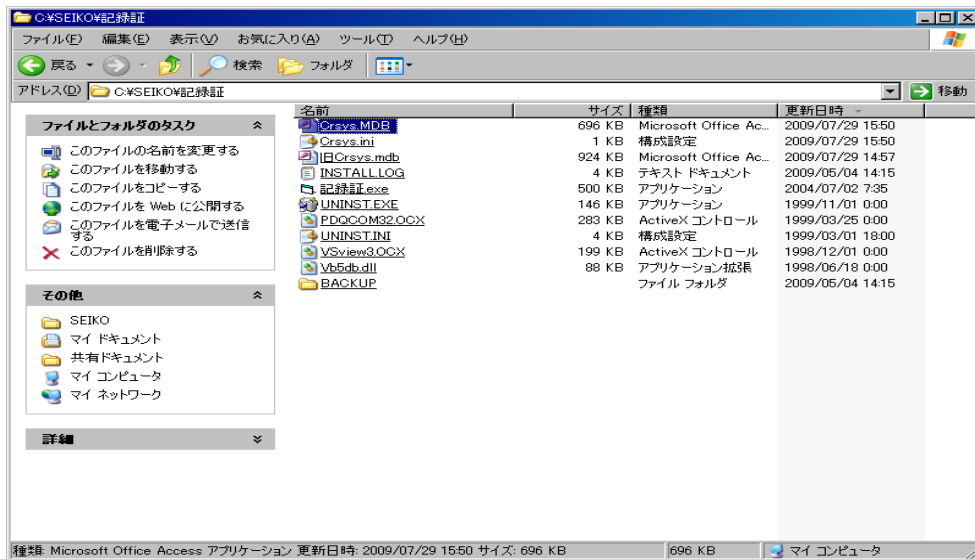 C:¥SEIKO¥記録証
ファイル(F) 編集(E) 表示(V) お気に入り(A) ツール(T) ヘルプ(H)
戻る 検索 フォルダ
アドレス(D) C:¥SEIKO¥記録証 移動
ファイルとフォルダのタスク
このファイルの名前を変更する
このファイルを移動する
このファイルをコピーする
このファイルを Web に公開する
このファイルを電子メールで送信
する
このファイルを削除する
その他
SEIKO
マイ ドキュメント
共有ドキュメント
マイ コンピュータ
マイ ネットワーク
詳細
名前 サイズ 種類 更新日時
Crsys.MDB 696 KB Microsoft Office Ac... 2009/07/29 15:50
Crsys.ini 1 KB 構成設定 2009/07/29 15:50
旧Crsys.mdb 924 KB Microsoft Office Ac... 2009/07/29 14:57
INSTALL.LOG 4 KB テキスト ドキュメント 2009/05/04 14:15
記録証.exe 500 KB アプリケーション 2004/07/02 7:35
UNINST.EXE 146 KB アプリケーション 1999/11/01 0:00
PDQCOM32.OCX 283 KB ActiveX コントロール 1999/03/25 0:00
UNINST.INI 4 KB 構成設定 1999/03/01 18:00
VSview3.OCX 199 KB ActiveX コントロール 1998/12/01 0:00
Vb5db.dll 88 KB アプリケーション拡張 1998/06/18 0:00
BACKUP ファイル フォルダ 2009/05/04 14:15
種類: Microsoft Office Access アプリケーション 更新日時: 2009/07/29 15:50 サイズ: 696 KB 696 KB マイ コンピュータ